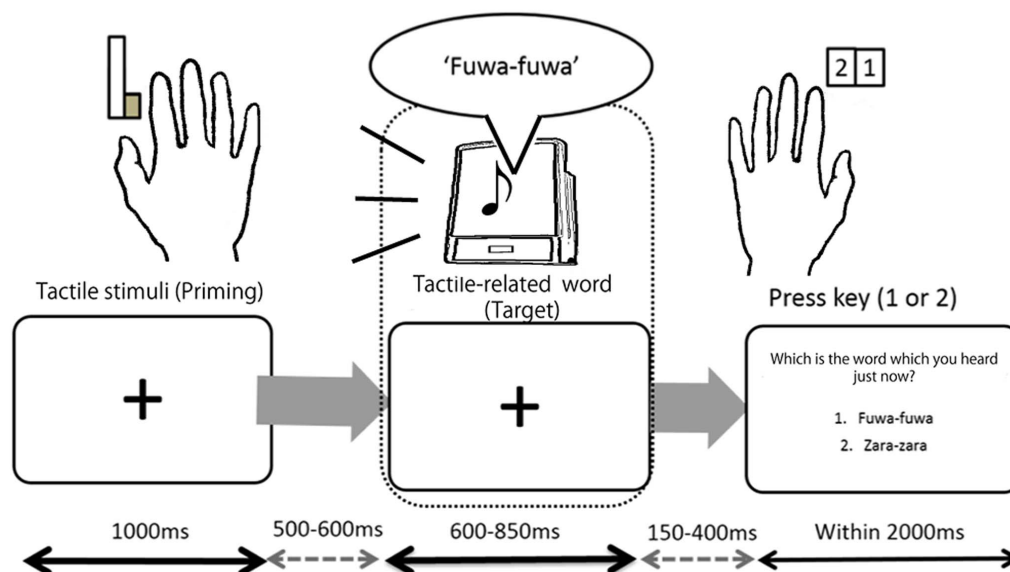 'Fuwa-fuwa'
2 1
Tactile stimuli (Priming)
Tactile-related word
(Target)
Press key (1 or 2)
Which is the word which you heard
just now?
1. Fuwa-fuwa
2. Zara-zara
1000ms
500-600ms
600-850ms
150-400ms
Within 2000ms